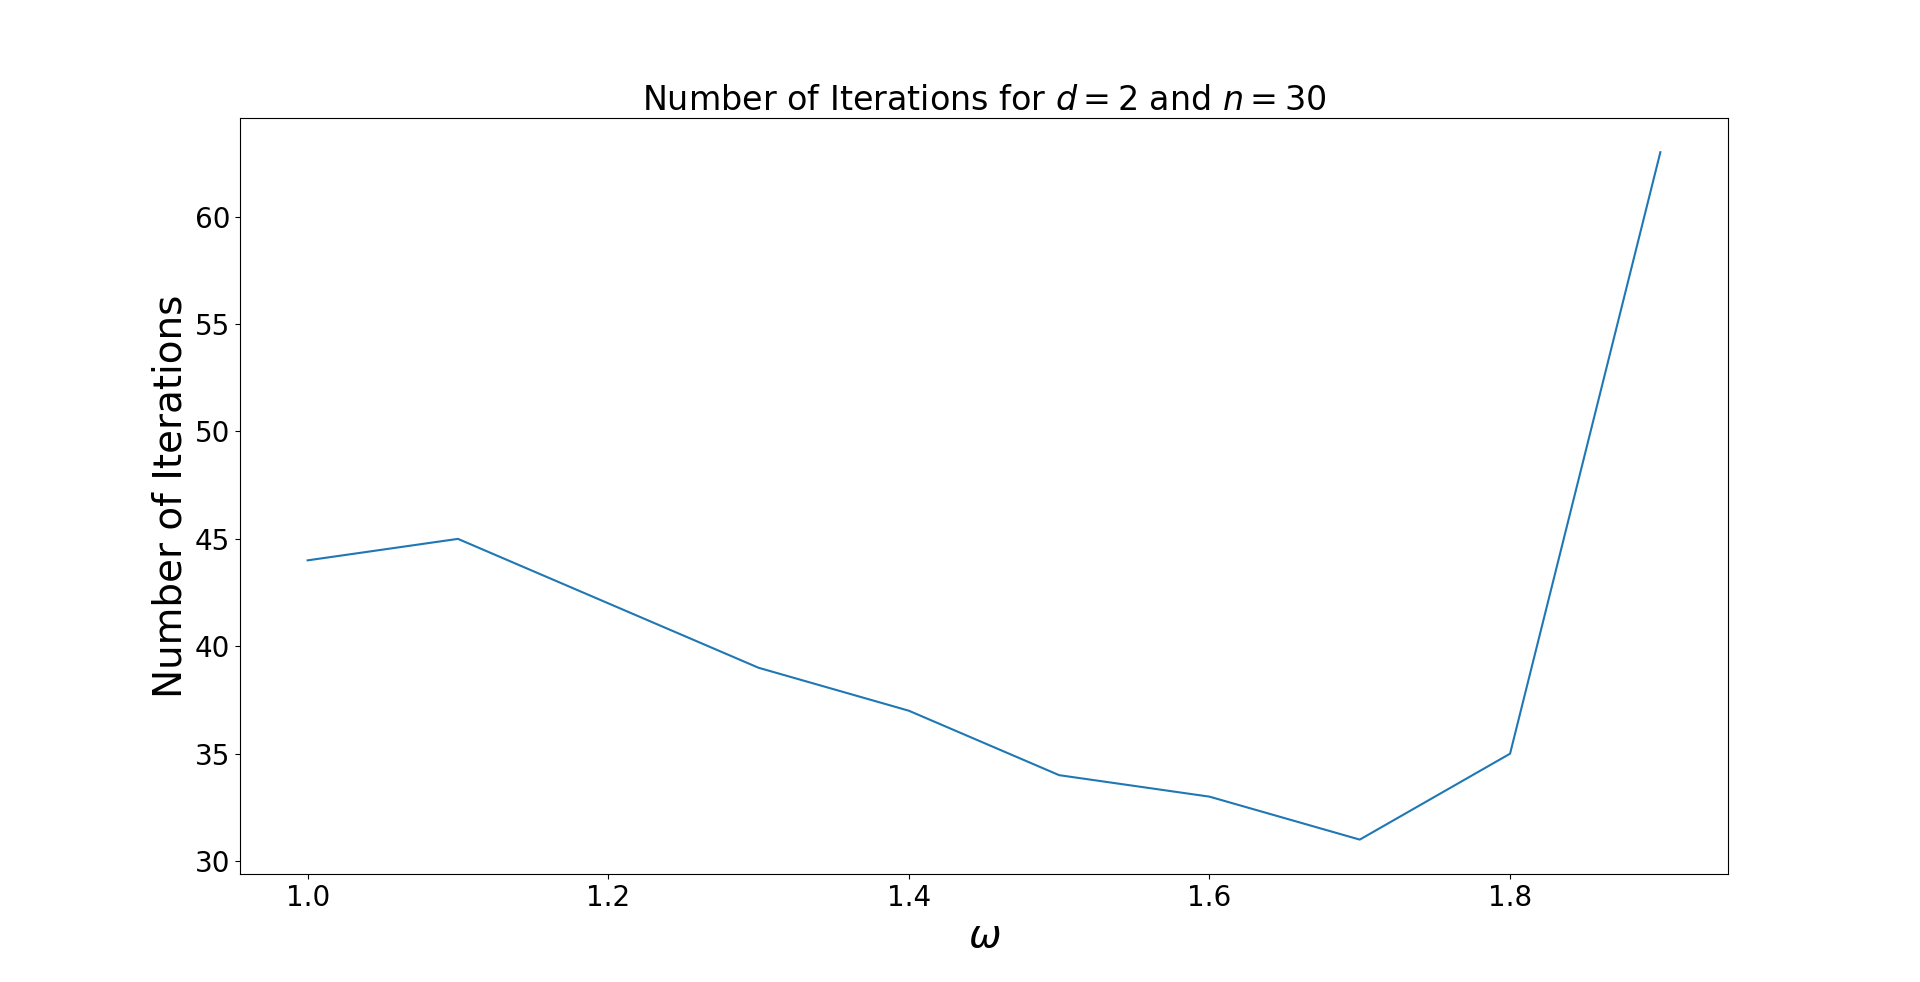 Number of Iterations for d = 2 and n = 30
Number of Iterations
60
55
50
45
40
35
30
1.0 1.2 1.4 1.6 1.8
ω